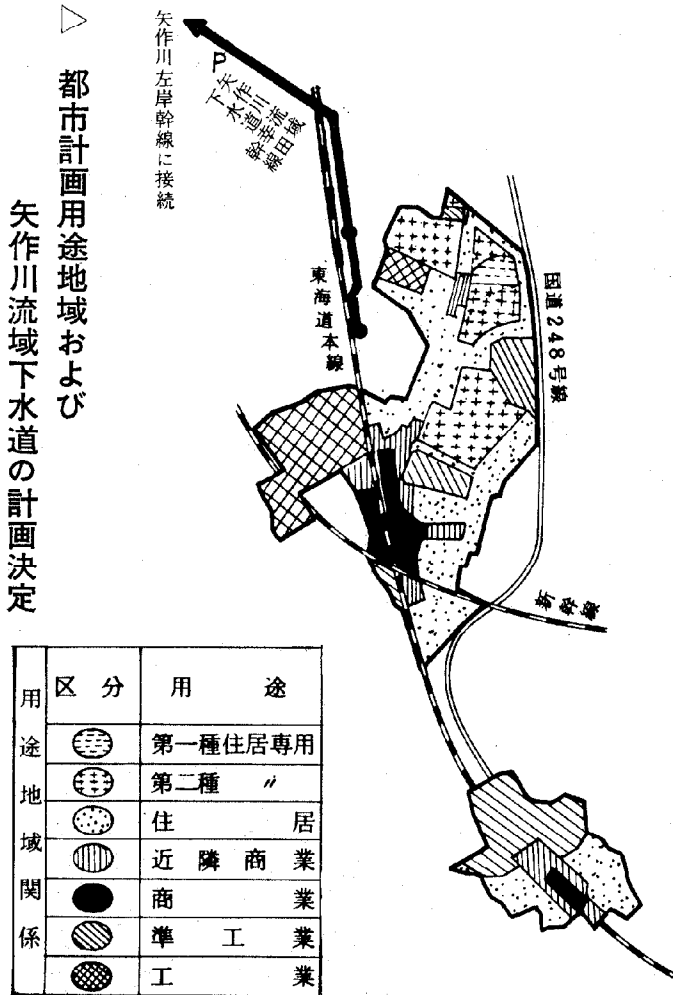 ▷ 都市計画用途地域および
矢作川流域下水道の計画決定
矢作川左岸幹線に接続
P
矢作川流域
下水道幸田
幹線
東海道本線
国道248号線
新幹線
用途地域関係
区分 用途
第一種住居専用
第二種 〃
住居
近隣商業
商業
準工業
工業